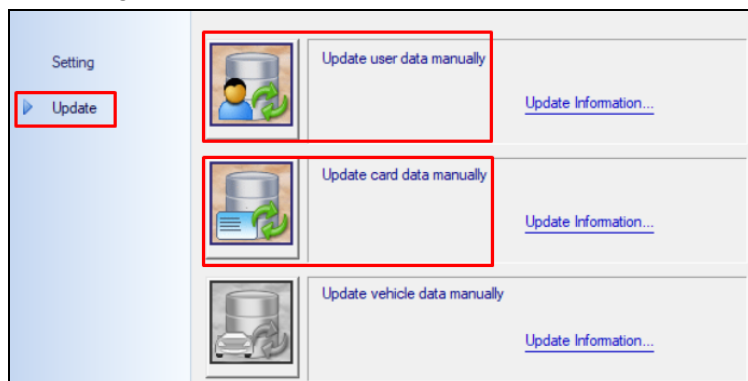 Setting
Update
Update user data manually
Update Information...
Update card data manually
Update Information...
Update vehicle data manually
Update Information...